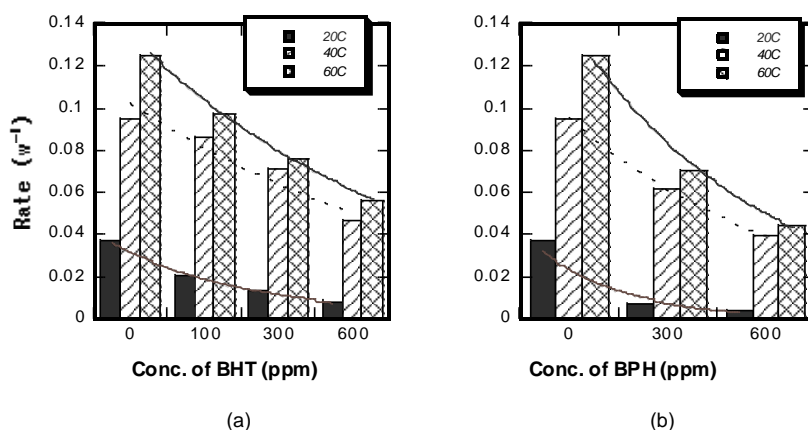 0.14
0.12
0.1
0.08
0.06
0.04
0.02
0
Rate (w⁻¹)
20C
40C
60C
0 100 300 600
Conc. of BHT (ppm)
(a)
0.14
0.12
0.1
0.08
0.06
0.04
0.02
0
20C
40C
60C
0 300 600
Conc. of BPH (ppm)
(b)